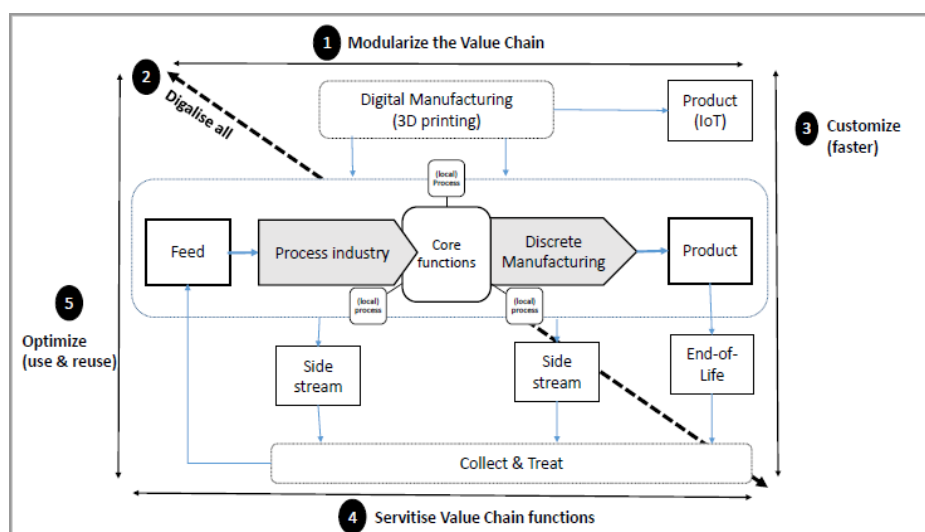 1 Modularize the Value Chain
2
Digalise all
Digital Manufacturing
(3D printing)
Product
(IoT)
3 Customize
(faster)
(local)
Process
Feed
Process industry
Core
functions
Discrete
Manufacturing
Product
(local)
process
(local)
process
5
Optimize
(use & reuse)
Side
stream
Side
stream
End-of-
Life
Collect & Treat
4 Servitise Value Chain functions